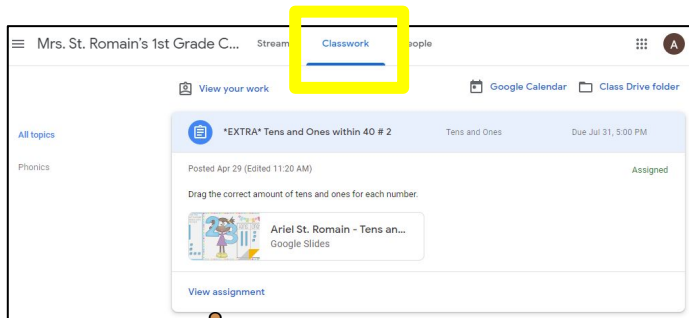 Mrs. St. Romain's 1st Grade C... Stream Classwork eople A
View your work Google Calendar Class Drive folder
All topics
*EXTRA* Tens and Ones within 40 # 2 Tens and Ones Due Jul 31, 5:00 PM
Phonics
Posted Apr 29 (Edited 11:20 AM) Assigned
Drag the correct amount of tens and ones for each number.
Ariel St. Romain - Tens an...
Google Slides
View assignment